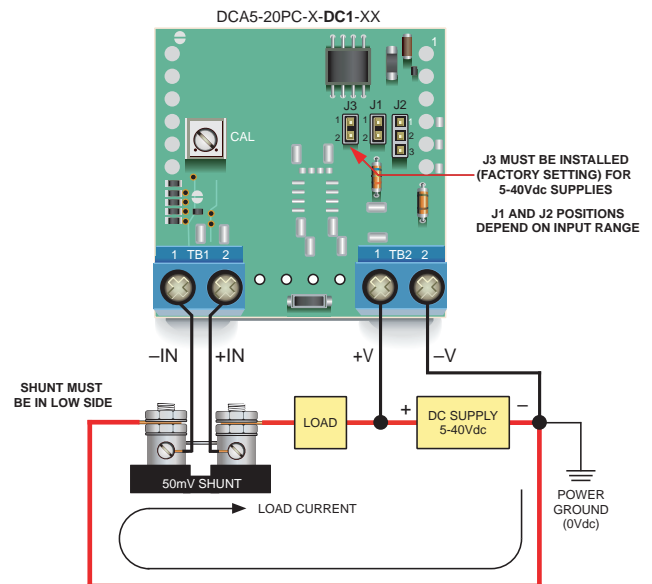 DCA5-20PC-X-DC1-XX
1
J3 J1 J2
1
2
1
2
1
2
3
CAL
J3 MUST BE INSTALLED
(FACTORY SETTING) FOR
5-40Vdc SUPPLIES
J1 AND J2 POSITIONS
DEPEND ON INPUT RANGE
1 TB1 2
1 TB2 2
–IN +IN
+V –V
SHUNT MUST
BE IN LOW SIDE
LOAD
+
DC SUPPLY
5-40Vdc
–
50mV SHUNT
LOAD CURRENT
POWER
GROUND
(0Vdc)